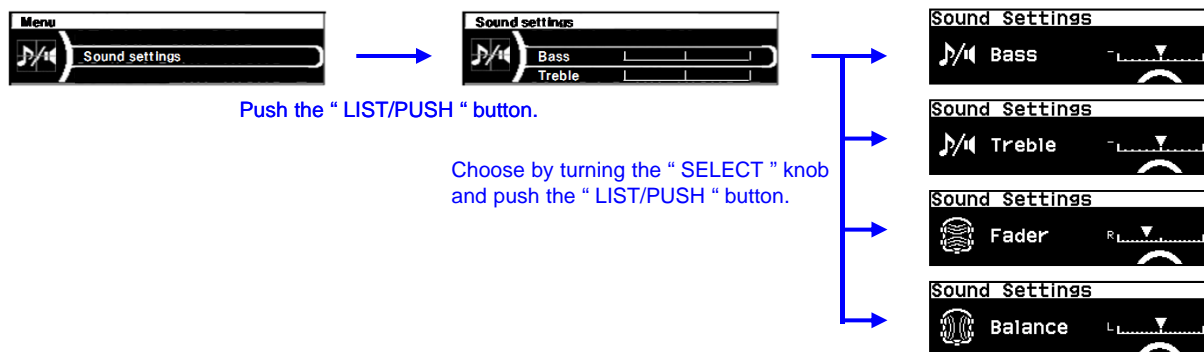 Menu
Sound settings
Sound settings
Bass
Treble
Push the “ LIST/PUSH “ button.
Choose by turning the “ SELECT ” knob
and push the “ LIST/PUSH “ button.
Sound Settings
Bass -
Sound Settings
Treble -
Sound Settings
Fader R
Sound Settings
Balance L